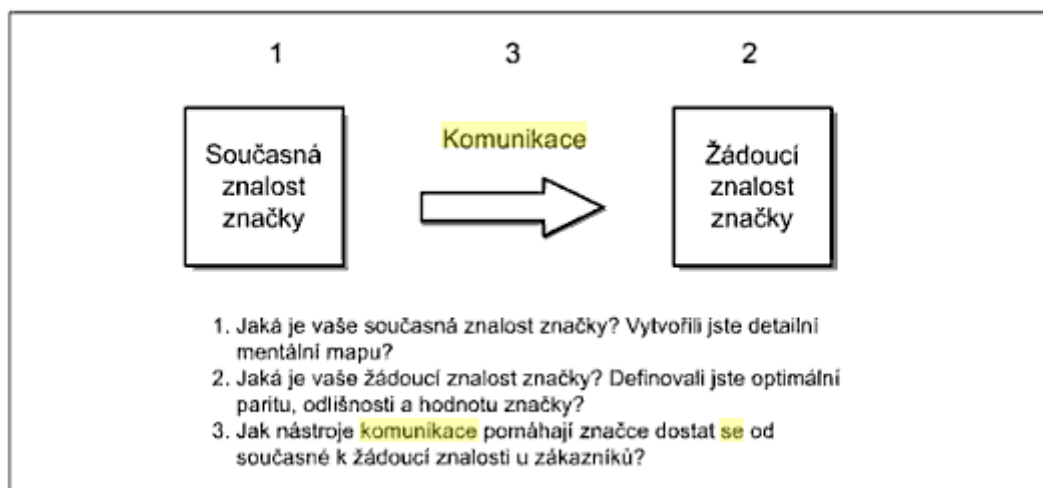 1 3 2
Současná
znalost
značky
Komunikace
Žádoucí
znalost
značky
1. Jaká je vaše současná znalost značky? Vytvořili jste detailní
mentální mapu?
2. Jaká je vaše žádoucí znalost značky? Definovali jste optimální
paritu, odlišnosti a hodnotu značky?
3. Jak nástroje komunikace pomáhají značce dostat se od
současné k žádoucí znalosti u zákazníků?